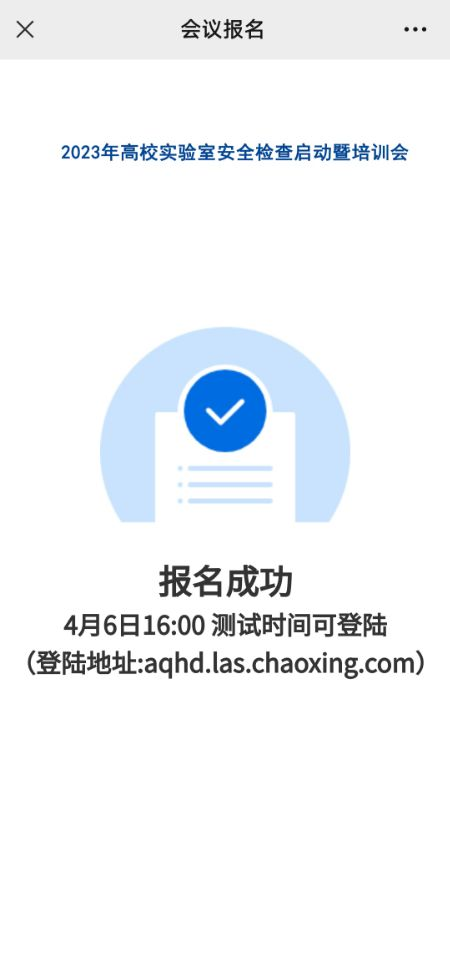 会议报名
2023年高校实验室安全检查启动暨培训会
报名成功
4月6日16:00 测试时间可登陆
（登陆地址:aqhd.las.chaoxing.com）